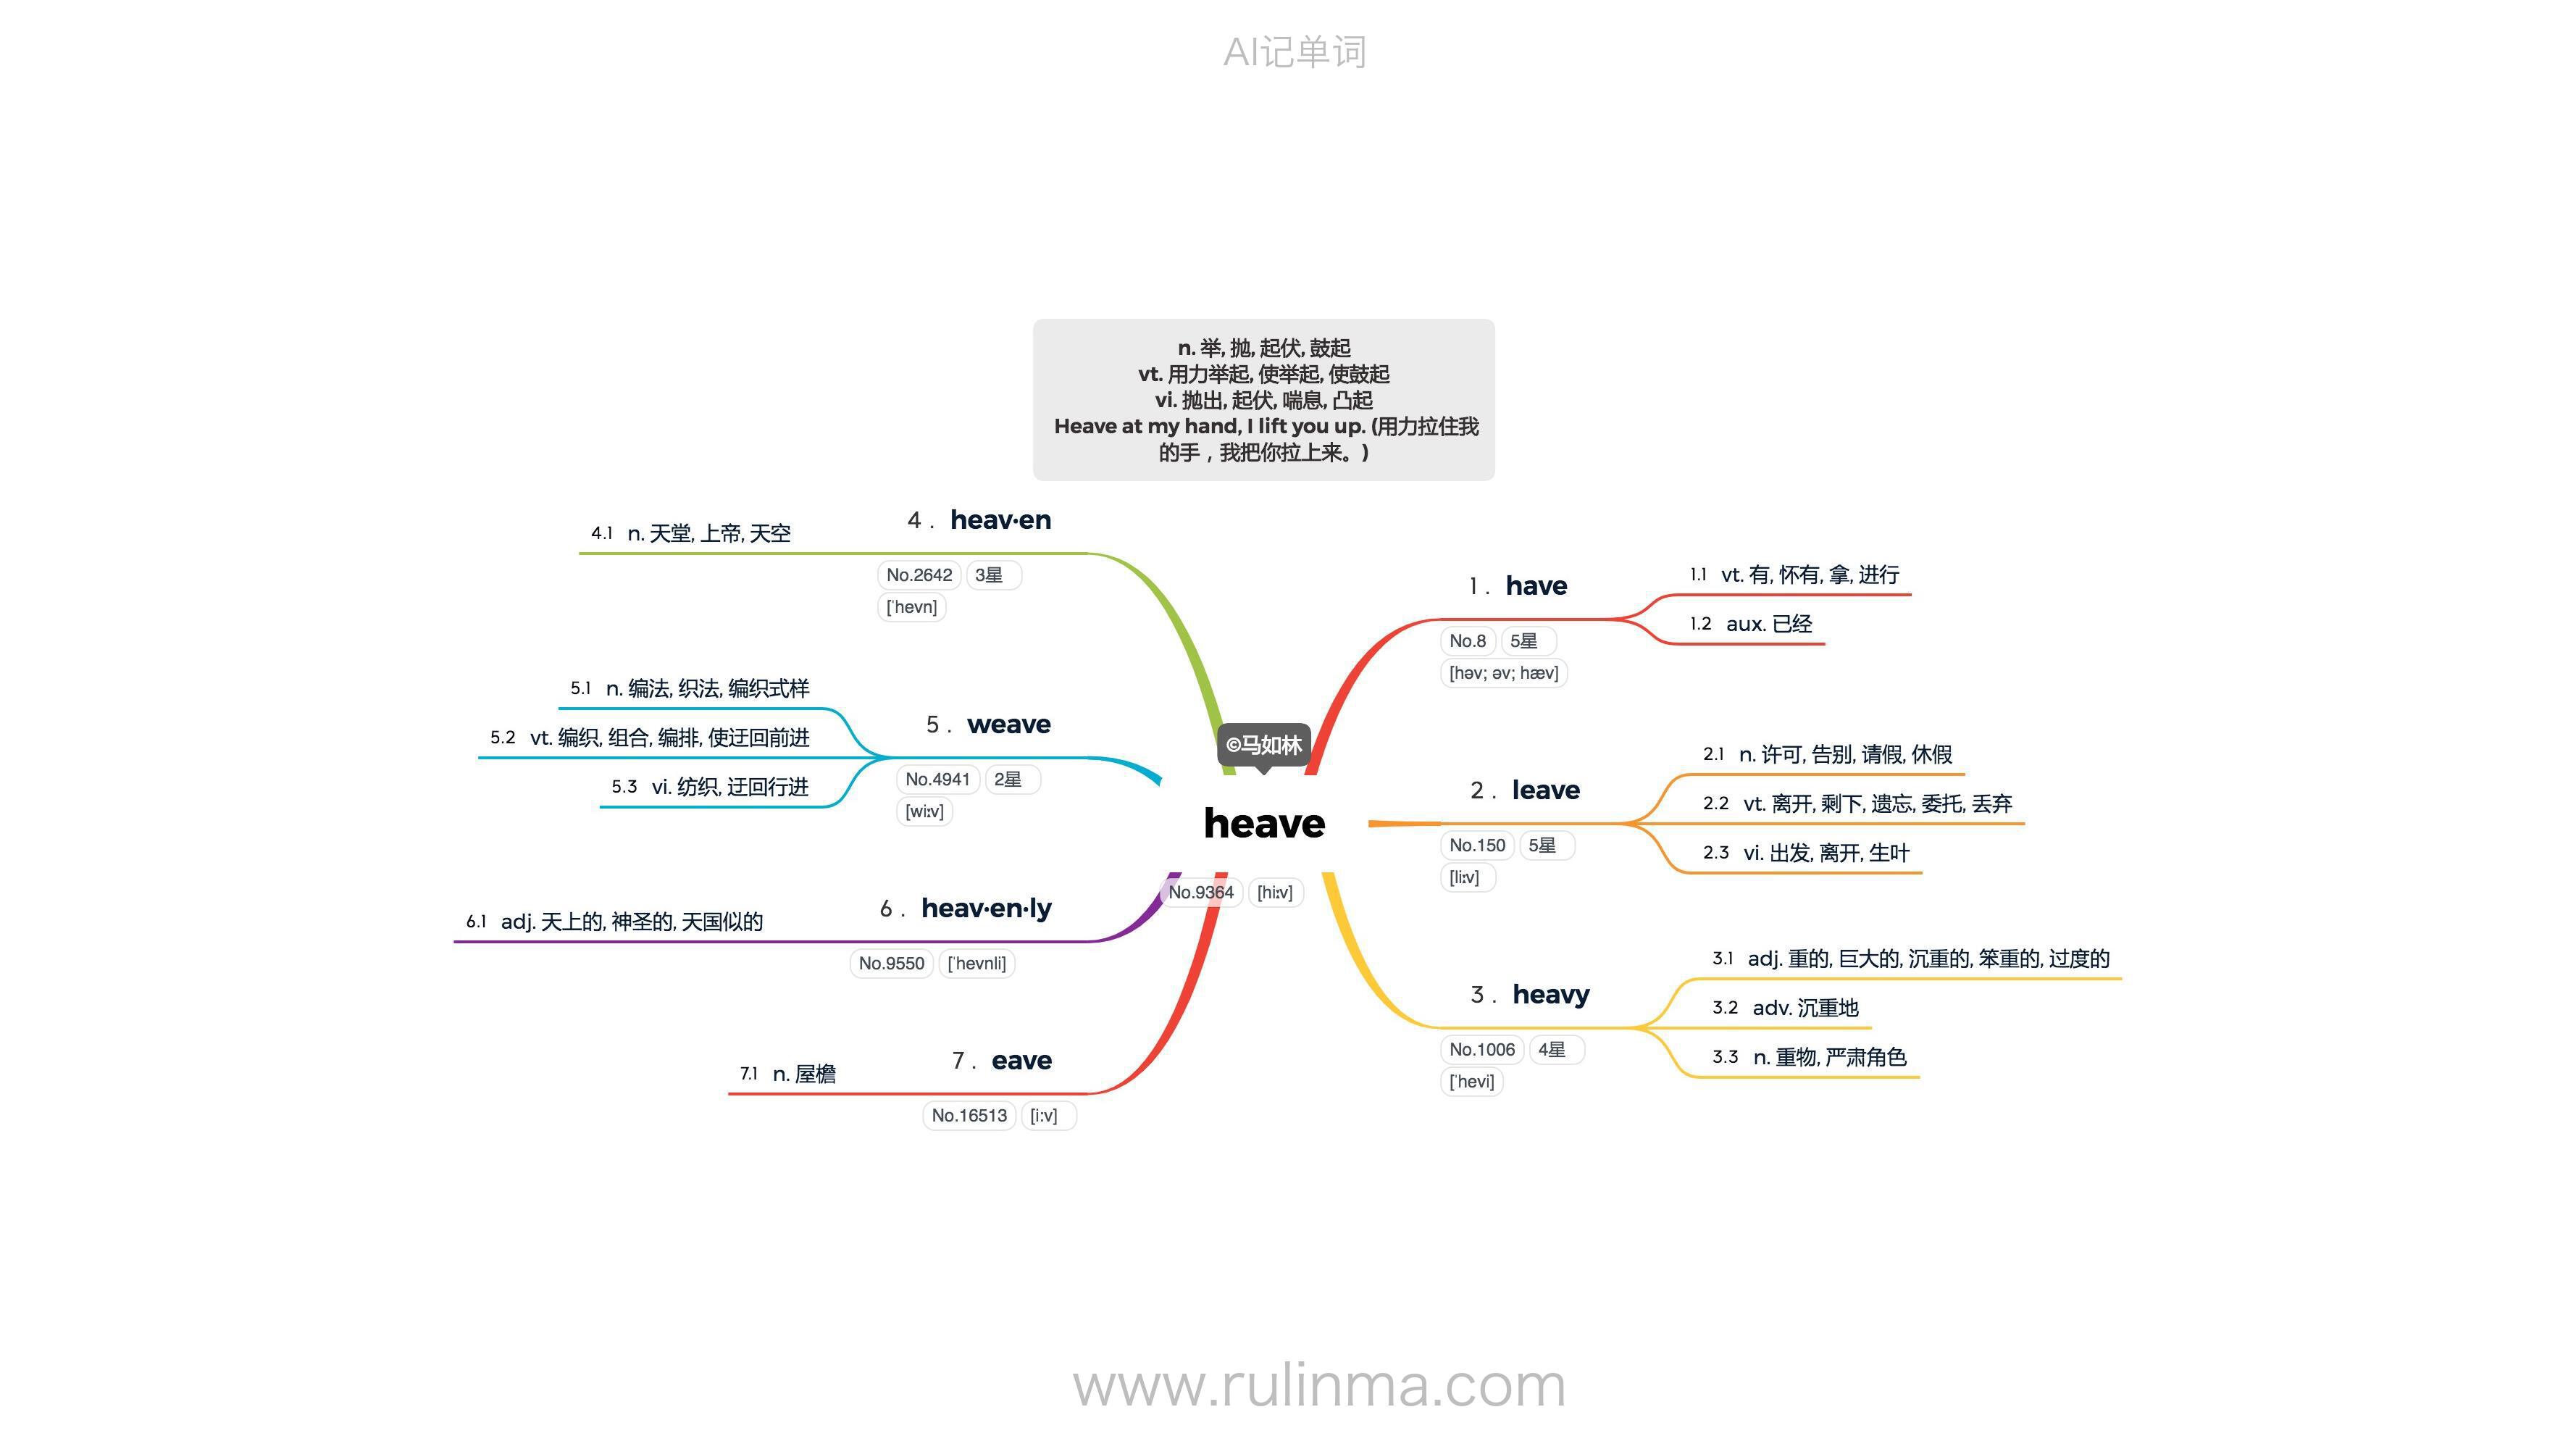 AI记单词
n. 举, 抛, 起伏, 鼓起
vt. 用力举起, 使举起, 使鼓起
vi. 抛出, 起伏, 喘息, 凸起
Heave at my hand, I lift you up. (用力拉住我
的手，我把你拉上来。)
©马如林
heave
No.9364 [hiːv]
1. have
No.8 5星
[həv; əv; hæv]
1.1 vt. 有, 怀有, 拿, 进行
1.2 aux. 已经
2. leave
No.150 5星
[liːv]
2.1 n. 许可, 告别, 请假, 休假
2.2 vt. 离开, 剩下, 遗忘, 委托, 丢弃
2.3 vi. 出发, 离开, 生叶
3. heavy
No.1006 4星
[ˈhevi]
3.1 adj. 重的, 巨大的, 沉重的, 笨重的, 过度的
3.2 adv. 沉重地
3.3 n. 重物, 严肃角色
4. heav·en
No.2642 3星
[ˈhevn]
4.1 n. 天堂, 上帝, 天空
5. weave
No.4941 2星
[wiːv]
5.1 n. 编法, 织法, 编织式样
5.2 vt. 编织, 组合, 编排, 使迂回前进
5.3 vi. 纺织, 迂回行进
6. heav·en·ly
No.9550 [ˈhevnli]
6.1 adj. 天上的, 神圣的, 天国似的
7. eave
No.16513 [i:v]
7.1 n. 屋檐
www.rulinma.com